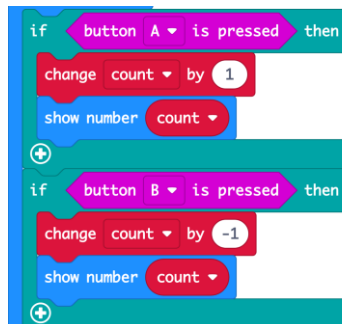 if button A is pressed then
change count by 1
show number count
if button B is pressed then
change count by -1
show number count